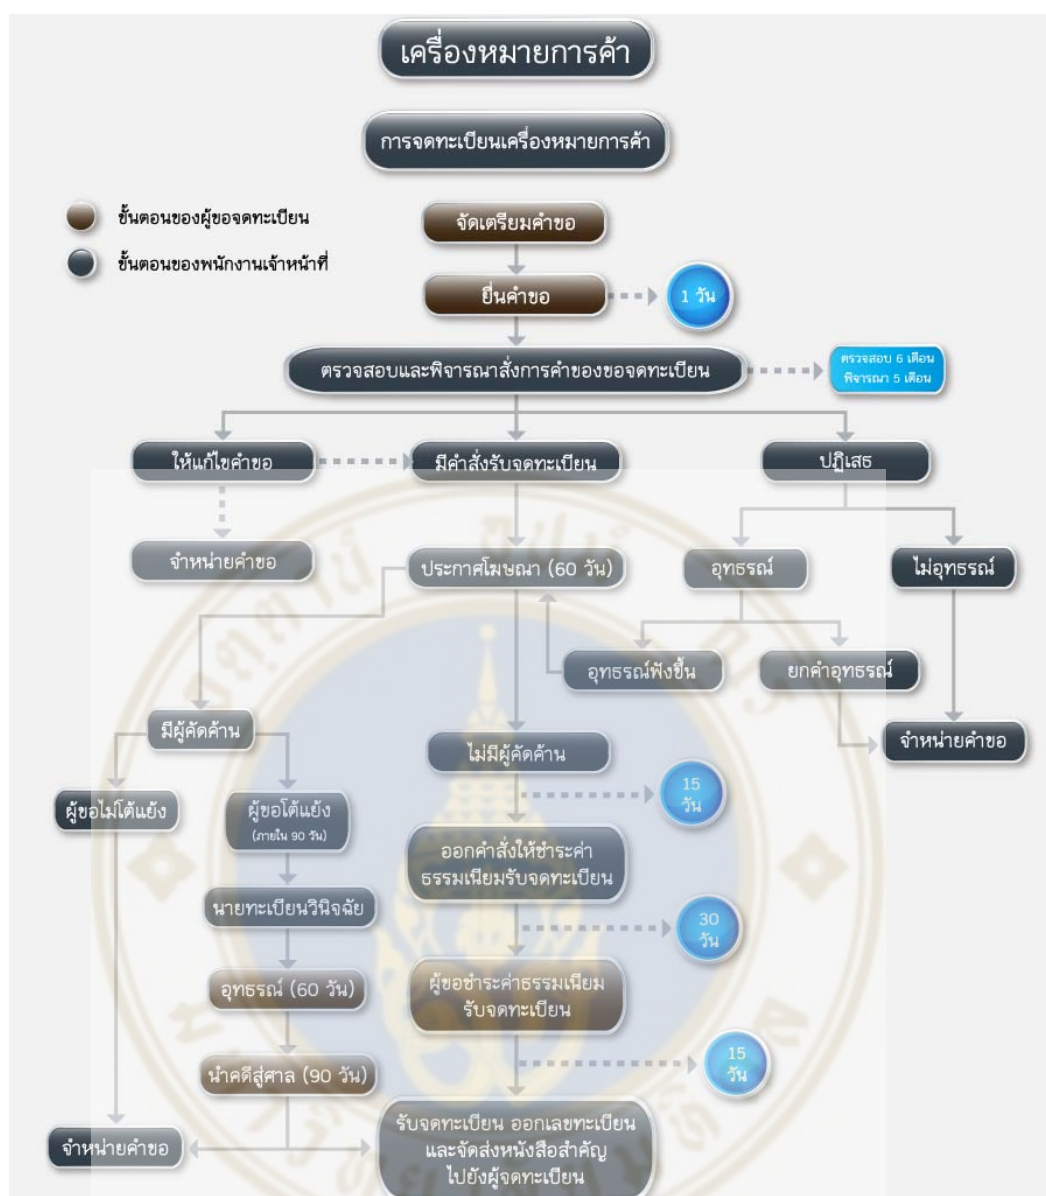 เครื่องหมายการค้า
การจดทะเบียนเครื่องหมายการค้า
ขั้นตอนของผู้ขอจดทะเบียน
ขั้นตอนของพนักงานเจ้าหน้าที่
จัดเตรียมคำขอ
ยื่นคำขอ
1 วัน
ตรวจสอบและพิจารณาสั่งการคำของขอจดทะเบียน
ตรวจสอบ 6 เดือน
พิจารณา 5 เดือน
ให้แก้ไขคำขอ
มีคำสั่งรับจดทะเบียน
ปฏิเสธ
จำหน่ายคำขอ
ประกาศโฆษณา (60 วัน)
อุทธรณ์
ไม่อุทธรณ์
อุทธรณ์ฟังขึ้น
ยกคำอุทธรณ์
จำหน่ายคำขอ
มีผู้คัดค้าน
ไม่มีผู้คัดค้าน
15
วัน
ผู้ขอไม่โต้แย้ง
ผู้ขอโต้แย้ง
(ภายใน 90 วัน)
ออกคำสั่งให้ชำระค่า
ธรรมเนียมรับจดทะเบียน
นายทะเบียนวินิจฉัย
30
วัน
อุทธรณ์ (60 วัน)
ผู้ขอชำระค่าธรรมเนียม
รับจดทะเบียน
นำคดีสู่ศาล (90 วัน)
15
วัน
จำหน่ายคำขอ
รับจดทะเบียน ออกเลขทะเบียน
และจัดส่งหนังสือสำคัญ
ไปยังผู้จดทะเบียน